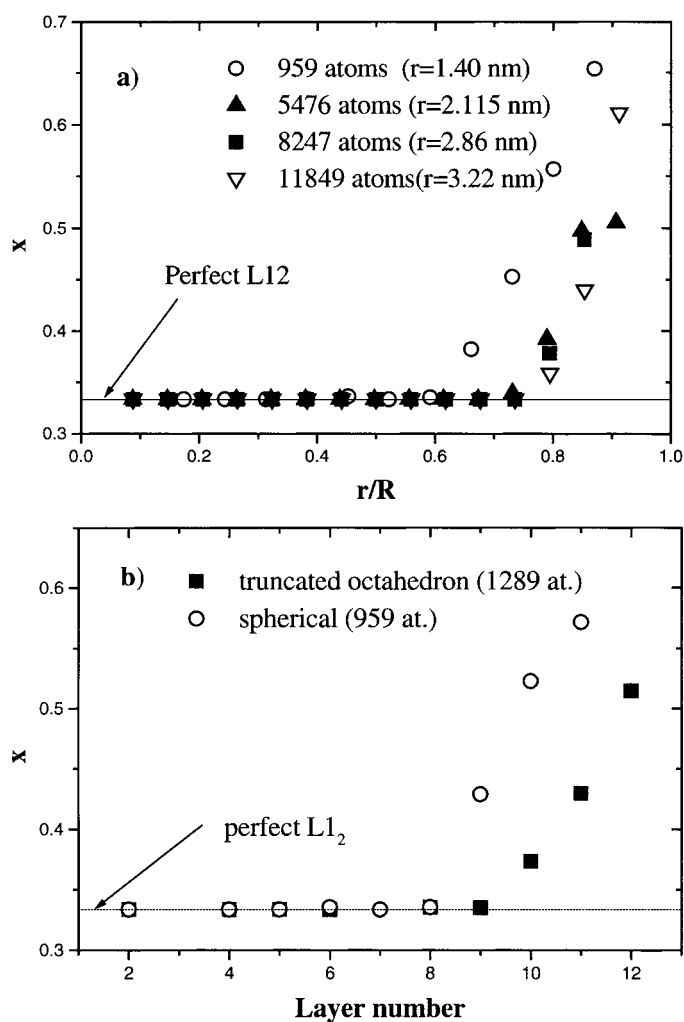 0.7
a)
959 atoms (r=1.40 nm)
5476 atoms (r=2.115 nm)
8247 atoms (r=2.86 nm)
11849 atoms(r=3.22 nm)
0.6
x
0.5
Perfect L12
0.4
0.3
0.0 0.2 0.4 0.6 0.8 1.0
r/R
b)
truncated octahedron (1289 at.)
0.6
spherical (959 at.)
x
0.5
0.4
perfect L1₂
0.3
2 4 6 8 10 12
Layer number